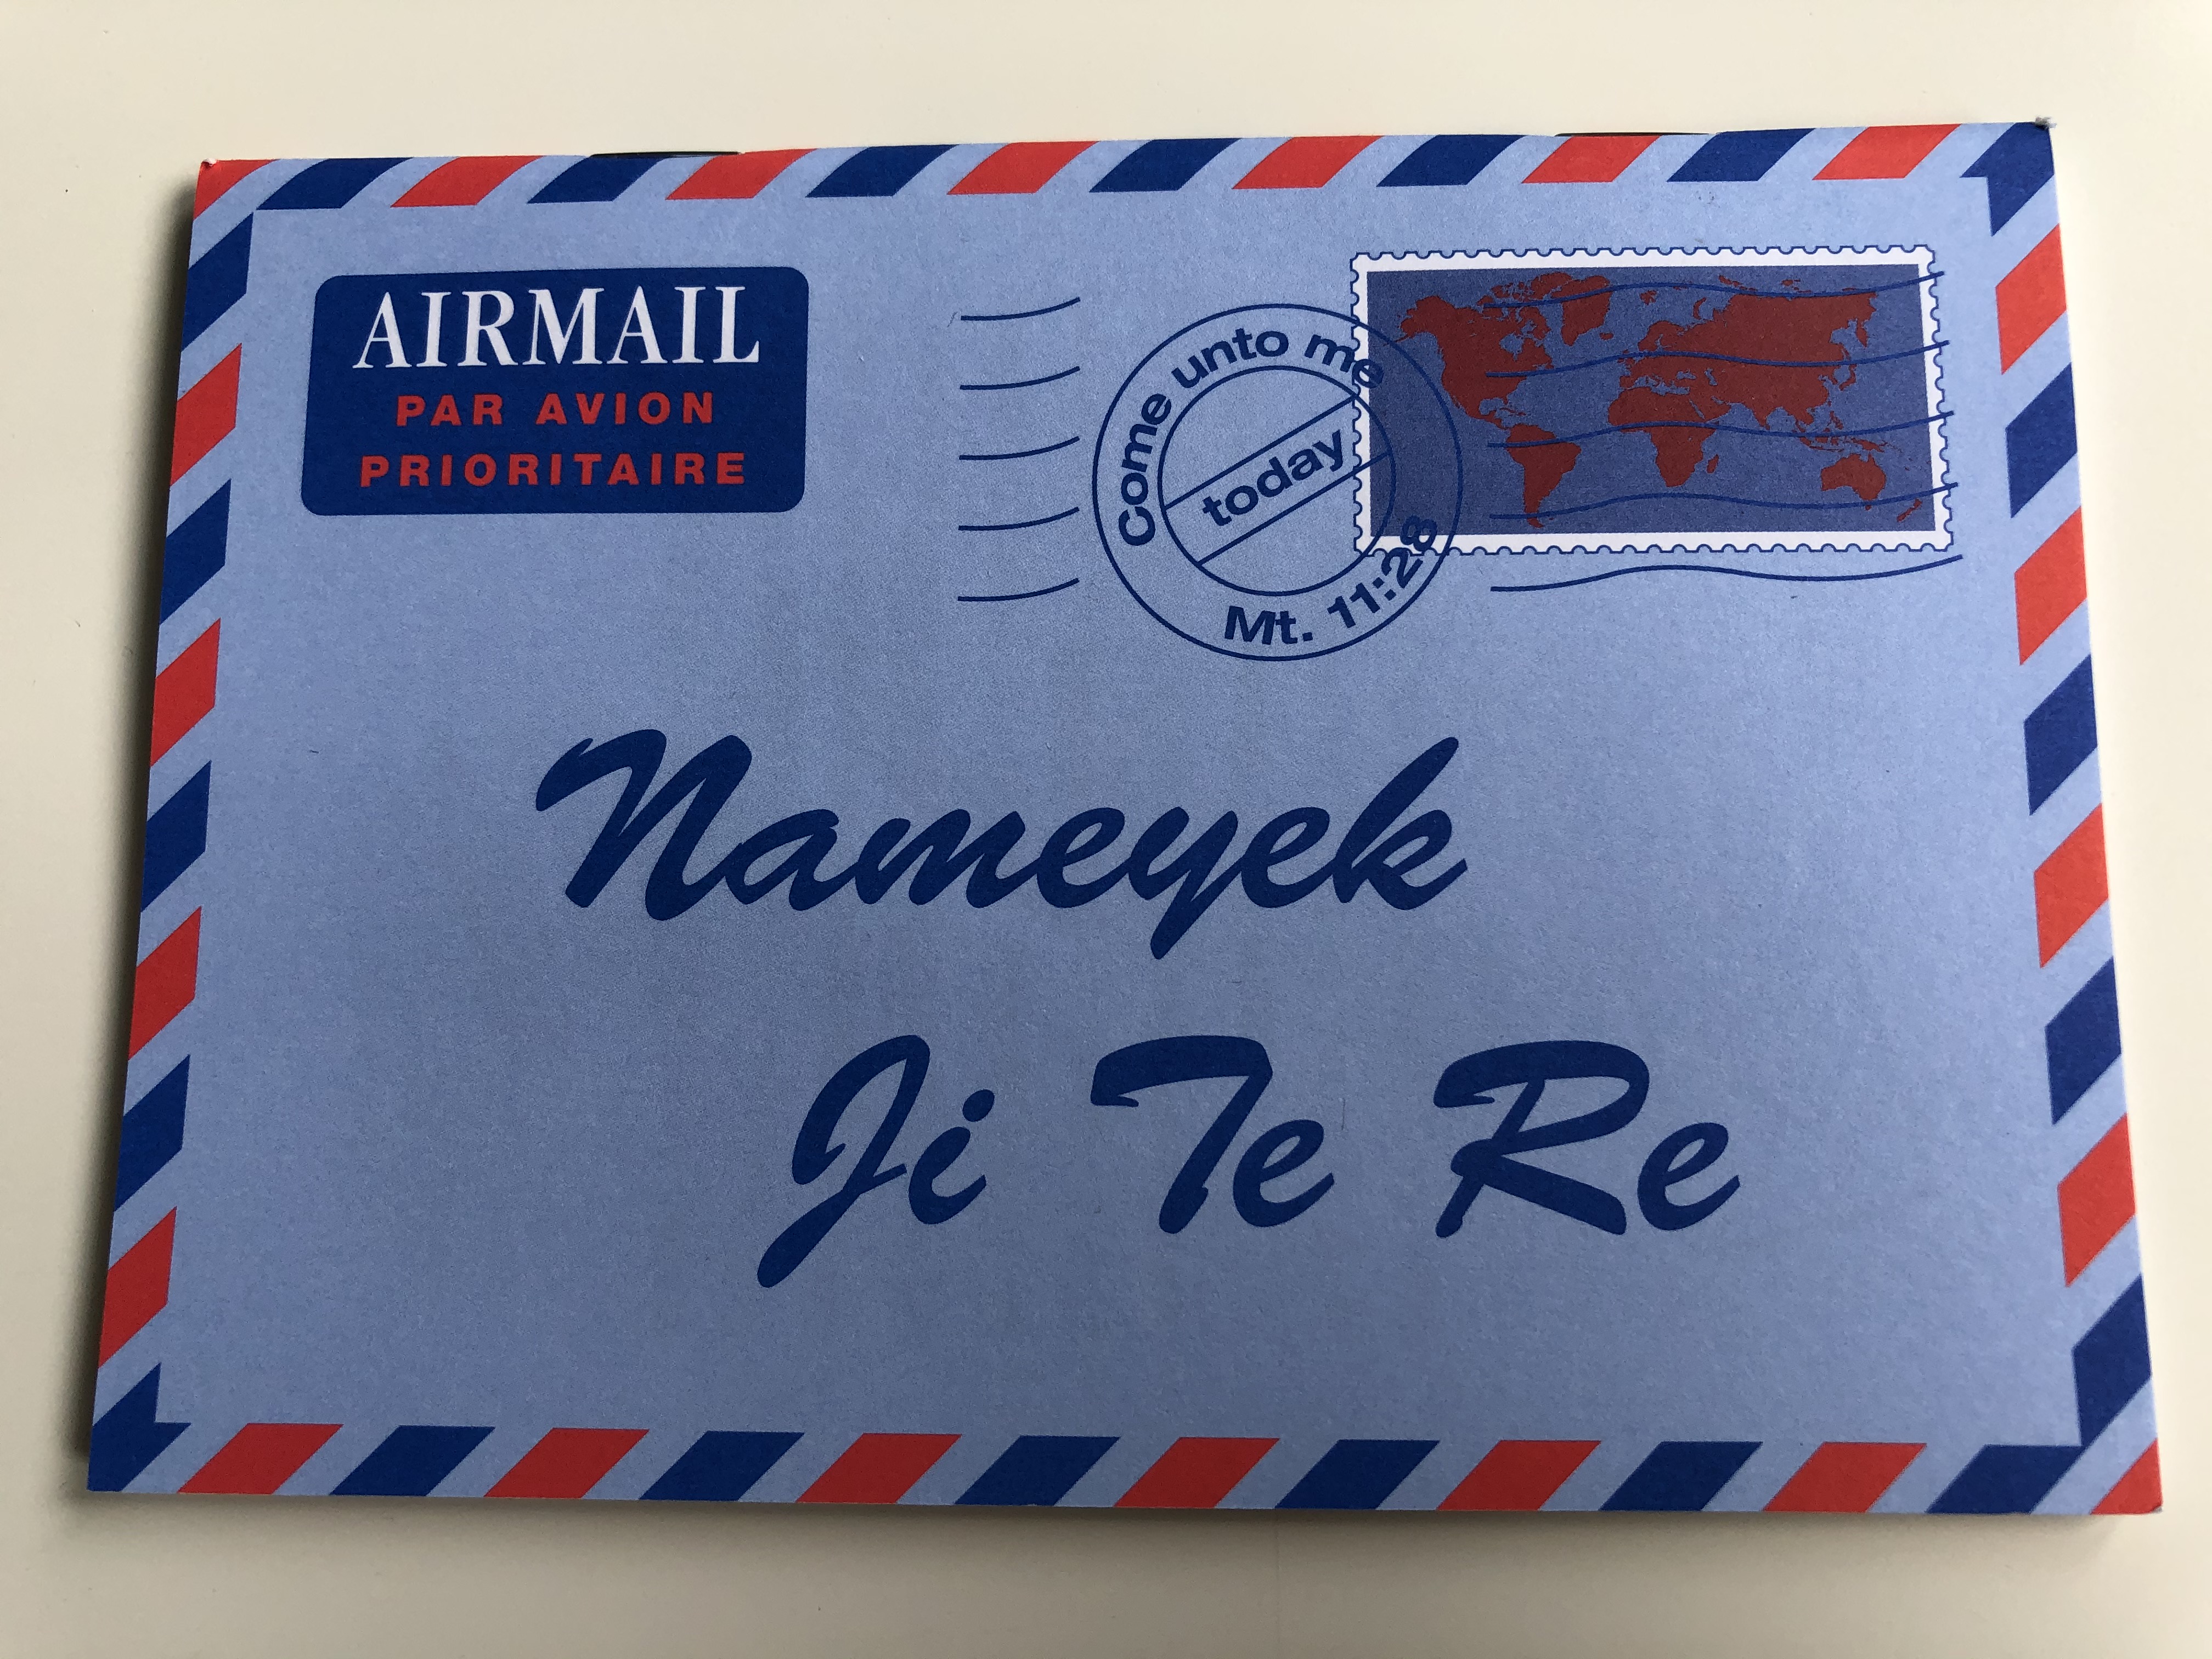 AIRMAIL
PAR AVION
PRIORITAIRE
Come unto me
today
Mt. 11:28
Nameyek
Ji Te Re